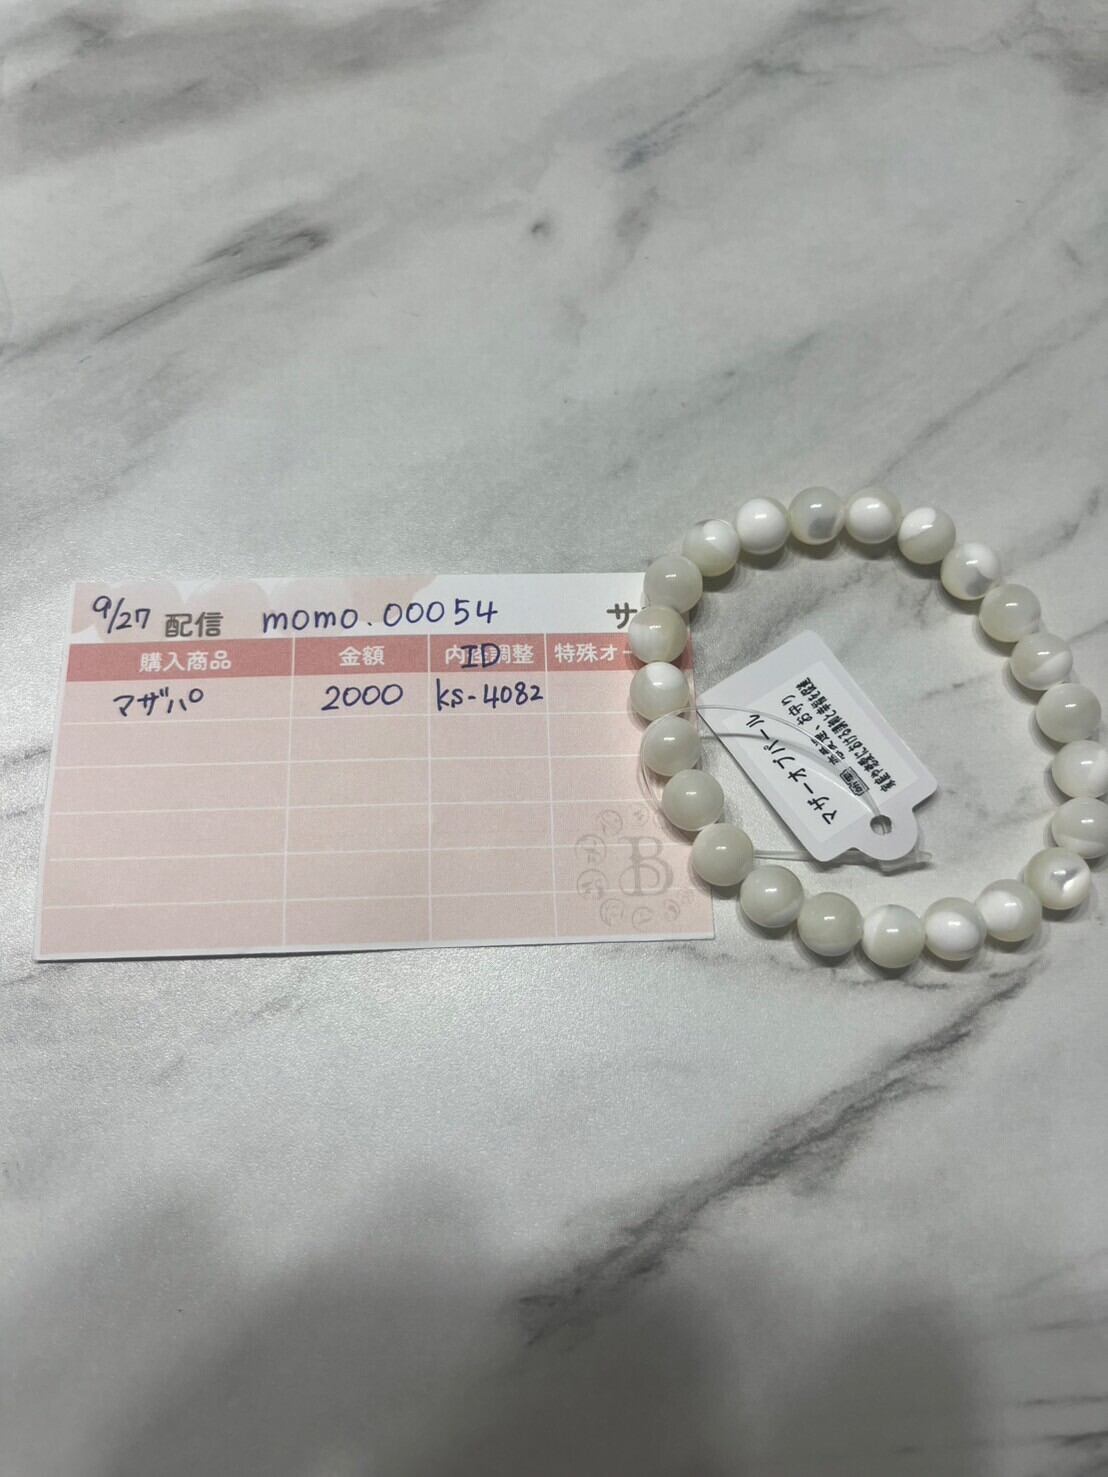 9/27 配信 momo.00054 サ
購入商品 金額 内径調整 特殊オー
ID
マザパ 2000 ks-4082
B
マザーオブパール